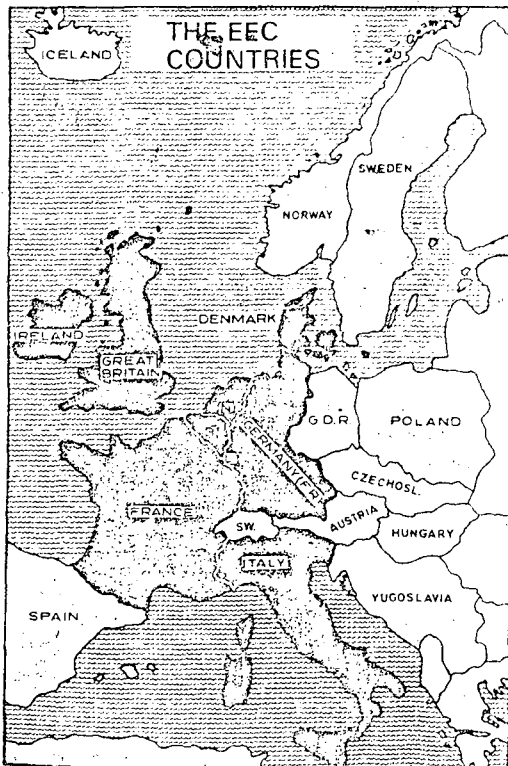 THE EEC
COUNTRIES
ICELAND
SWEDEN
NORWAY
DENMARK
IRELAND
GREAT
BRITAIN
G.D.R.
POLAND
GERMANY (F.R.)
CZECHOSL.
FRANCE
SW.
AUSTRIA
HUNGARY
ITALY
YUGOSLAVIA
SPAIN